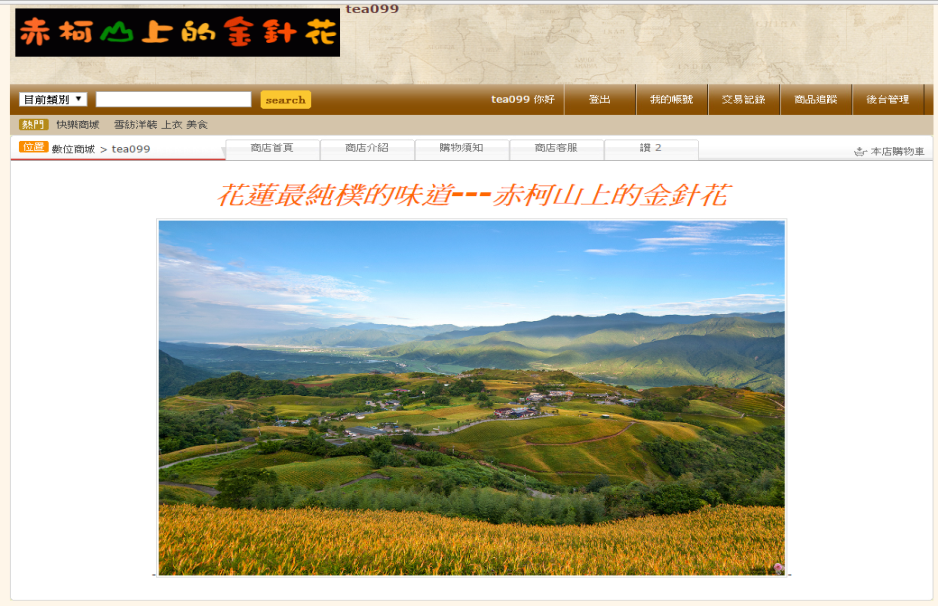 赤柯山上的金針花
tea099
目前類別 ▼ search tea099 你好 登出 我的帳號 交易記錄 商品追蹤 後台管理
熱門 快樂商城 雪紡洋裝 上衣 美食
位置 數位商城 > tea099 商店首頁 商店介紹 購物須知 商店客服 讚 2 本店購物車
花蓮最純樸的味道---赤柯山上的金針花